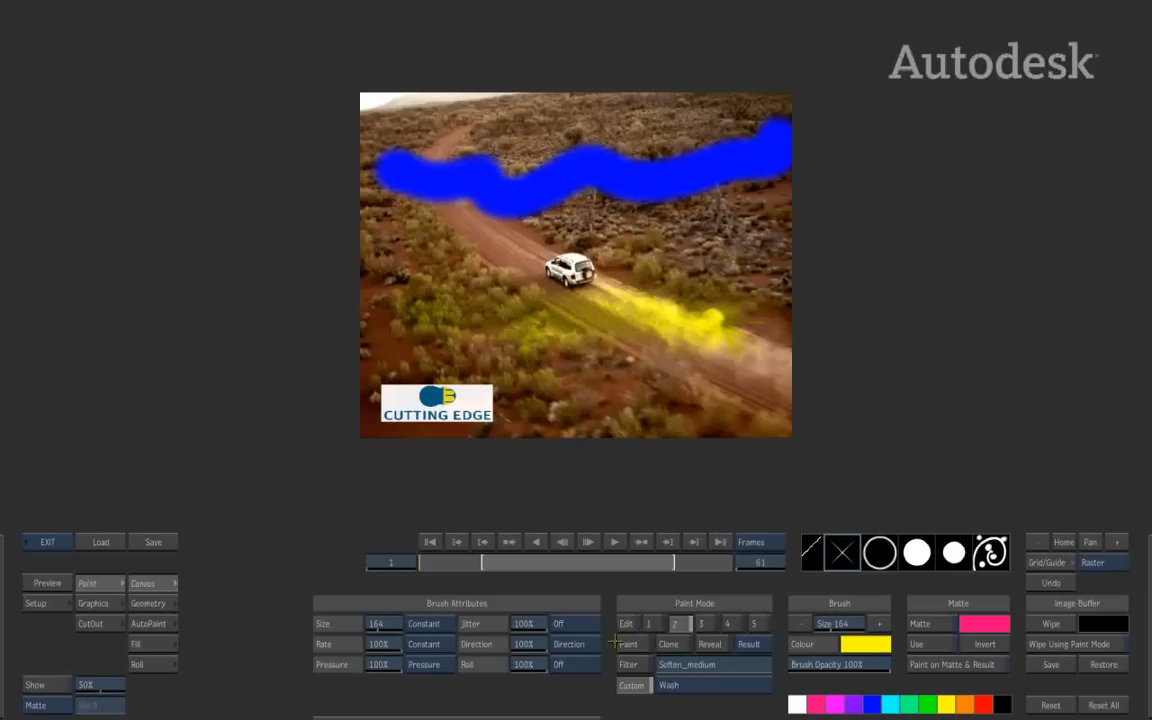 Autodesk
CUTTING EDGE
EXIT Load Save
Frames
1 61
Home Pan
Grid/Guide Raster
Preview Paint Canvas
Undo
Setup Graphics Geometry
CutOut AutoPaint
Fill
Roll
Show 50%
Matte
Brush Attributes Paint Mode Brush Matte Image Buffer
Size 164 Constant Jitter 100% Off Edit 1 2 3 4 5 - Size 164 + Matte Wipe
Rate 100% Constant Direction 100% Direction Paint Clone Reveal Result Colour Use Invert Wipe Using Paint Mode
Pressure 100% Pressure Roll 100% Off Filter Soften_medium Brush Opacity 100% Paint on Matte & Result Save Restore
Custom Wash
Reset Reset All